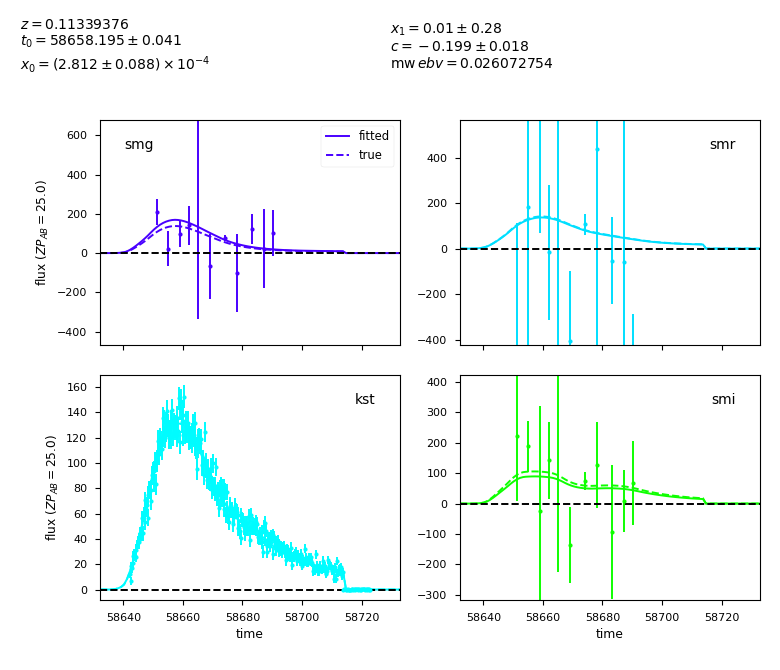 z = 0.11339376
t0 = 58658.195 ± 0.041
x0 = (2.812 ± 0.088) × 10^−4
x1 = 0.01 ± 0.28
c = −0.199 ± 0.018
mw ebv = 0.026072754
smg
fitted
true
600
400
200
0
−200
−400
flux (ZP_AB = 25.0)
smr
400
200
0
−200
−400
kst
160
140
120
100
80
60
40
20
0
flux (ZP_AB = 25.0)
58640 58660 58680 58700 58720
time
smi
400
300
200
100
0
−100
−200
−300
58640 58660 58680 58700 58720
time